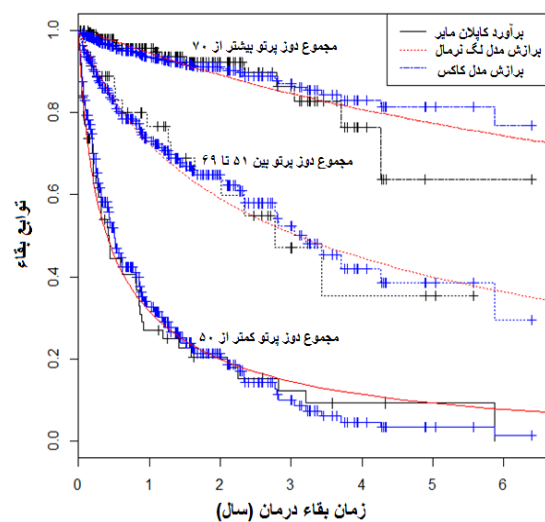 برآورد کاپلان مایر
برازش مدل لگ نرمال
برازش مدل کاکس
مجموع دوز پرتو بیشتر از ۷۰
مجموع دوز پرتو بین ۵۱ تا ۶۹
مجموع دوز پرتو کمتر از ۵۰
توابع بقاء
1.0
0.8
0.6
0.4
0.2
0.0
0 1 2 3 4 5 6
زمان بقاء درمان (سال)